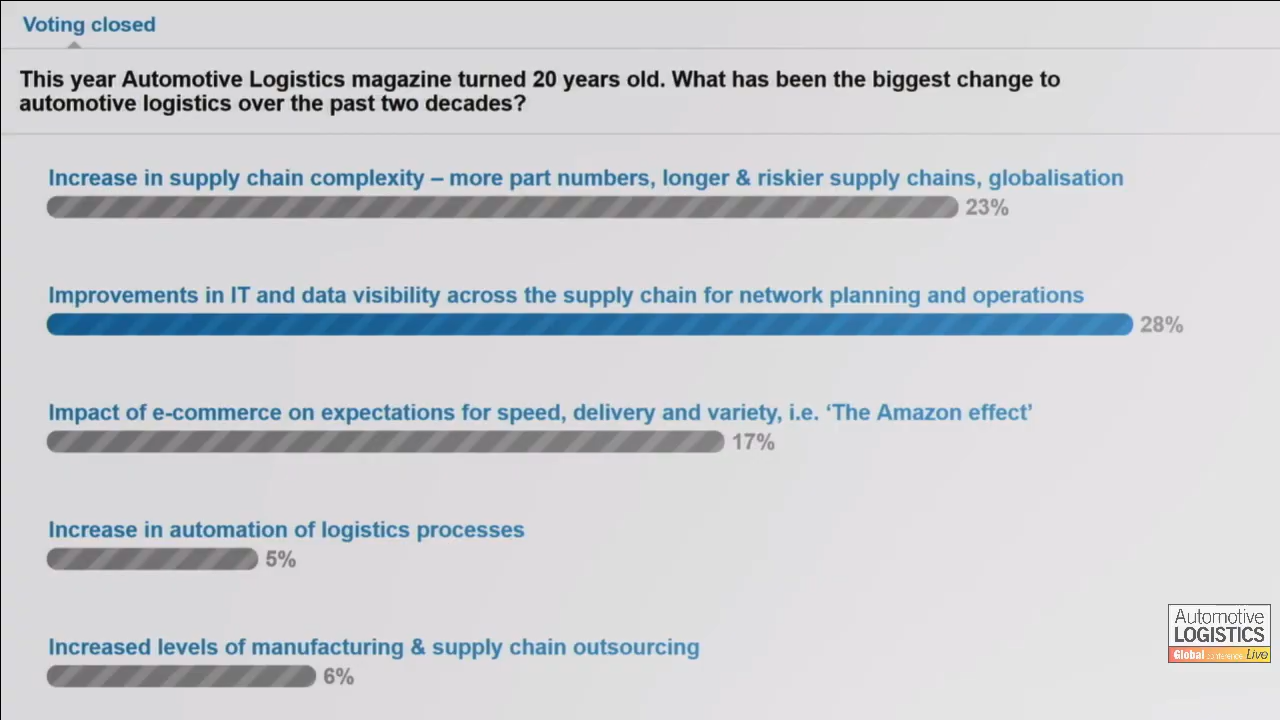 Voting closed
This year Automotive Logistics magazine turned 20 years old. What has been the biggest change to
automotive logistics over the past two decades?
Increase in supply chain complexity – more part numbers, longer & riskier supply chains, globalisation
23%
Improvements in IT and data visibility across the supply chain for network planning and operations
28%
Impact of e-commerce on expectations for speed, delivery and variety, i.e. ‘The Amazon effect’
17%
Increase in automation of logistics processes
5%
Increased levels of manufacturing & supply chain outsourcing
6%
Automotive
LOGISTICS
Global conference Live